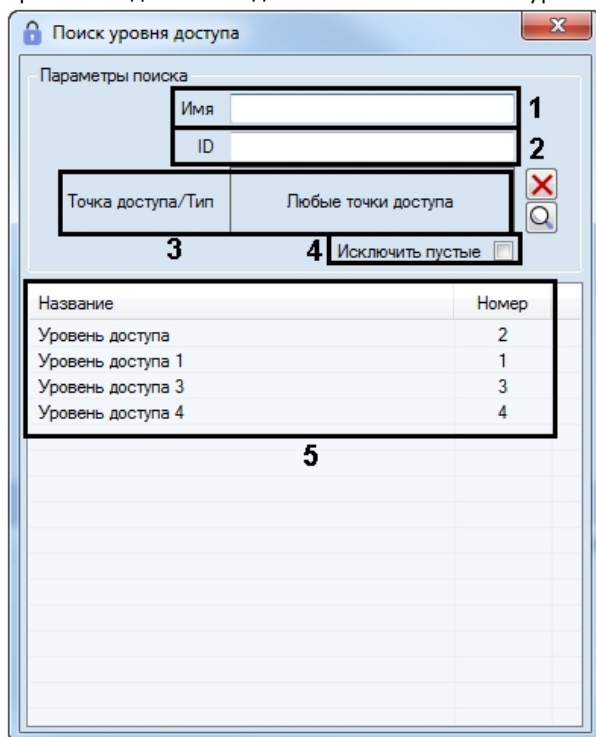 Поиск уровня доступа
Параметры поиска
Имя
1
ID
2
Точка доступа/Тип
Любые точки доступа
3
4
Исключить пустые
Название Номер
Уровень доступа 2
Уровень доступа 1 1
Уровень доступа 3 3
Уровень доступа 4 4
5